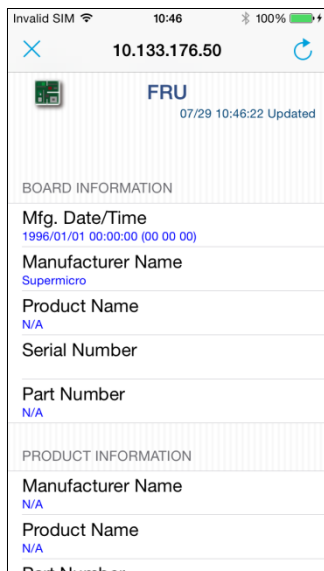 Invalid SIM 10:46 100%
10.133.176.50
FRU
07/29 10:46:22 Updated
BOARD INFORMATION
Mfg. Date/Time
1996/01/01 00:00:00 (00 00 00)
Manufacturer Name
Supermicro
Product Name
N/A
Serial Number
Part Number
N/A
PRODUCT INFORMATION
Manufacturer Name
N/A
Product Name
N/A
Part Number